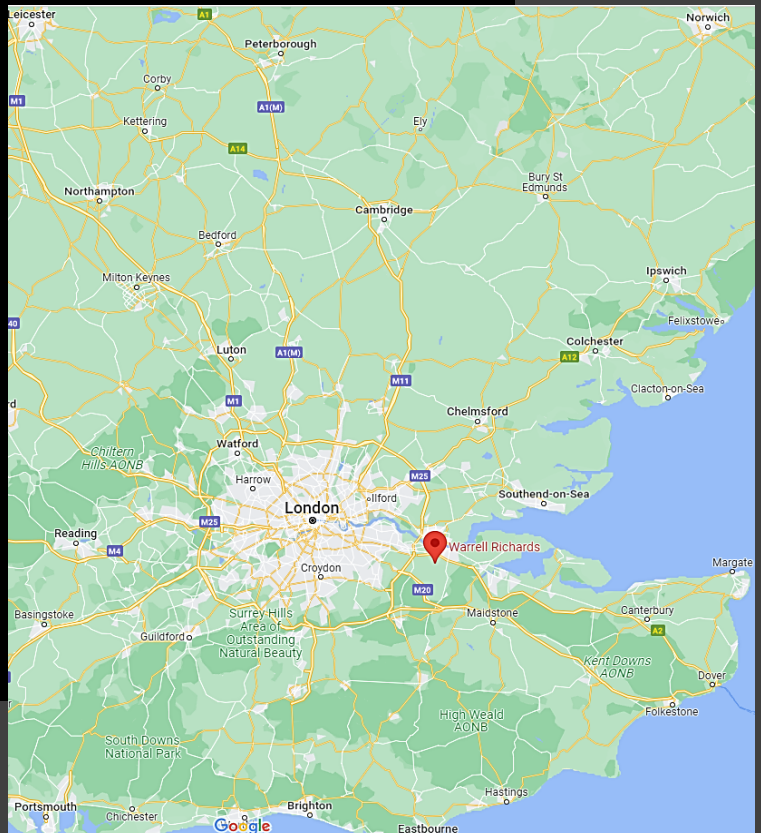 Leicester
A1
Norwich
Peterborough
Corby
M1
A1(M)
Kettering
Ely
A14
Bury St
Edmunds
Northampton
Cambridge
Bedford
Ipswich
Milton Keynes
40
Felixstowe
Colchester
Luton
A1(M)
A12
M11
Clacton-on-Sea
M1
rd
Chelmsford
Watford
Chiltern
Hills AONB
Harrow
M25
Ilford
Southend-on-Sea
London
M25
Reading
M4
Warrell Richards
Croydon
Margate
M20
Basingstoke
Surrey Hills
Area of
Outstanding
Natural Beauty
Maidstone
Canterbury
A2
Guildford
Kent Downs
AONB
Dover
r
Folkestone
High Weald
AONB
South Downs
National Park
Hastings
Portsmouth
Chichester
Brighton
Google
Eastbourne